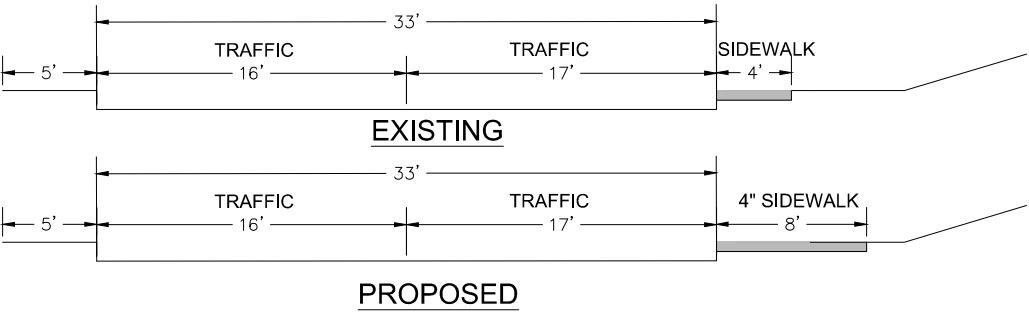 33'
TRAFFIC TRAFFIC SIDEWALK
5' 16' 17' 4'
EXISTING
33'
TRAFFIC TRAFFIC 4" SIDEWALK
5' 16' 17' 8'
PROPOSED